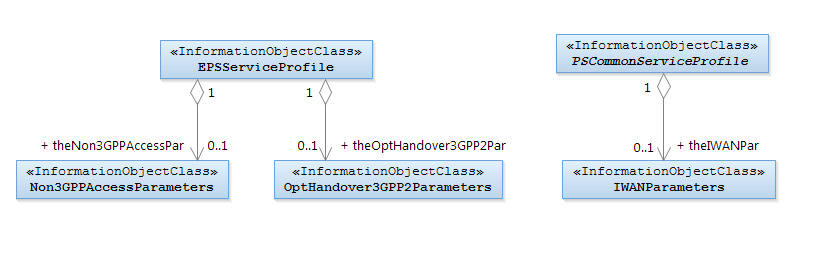 «InformationObjectClass»
EPSServiceProfile
1
1
+ theNon3GPPAccessPar
0..1
0..1
+ theOptHandover3GPP2Par
«InformationObjectClass»
Non3GPPAccessParameters
«InformationObjectClass»
OptHandover3GPP2Parameters
«InformationObjectClass»
PSCommonServiceProfile
1
0..1
+ theIWANPar
«InformationObjectClass»
IWANParameters